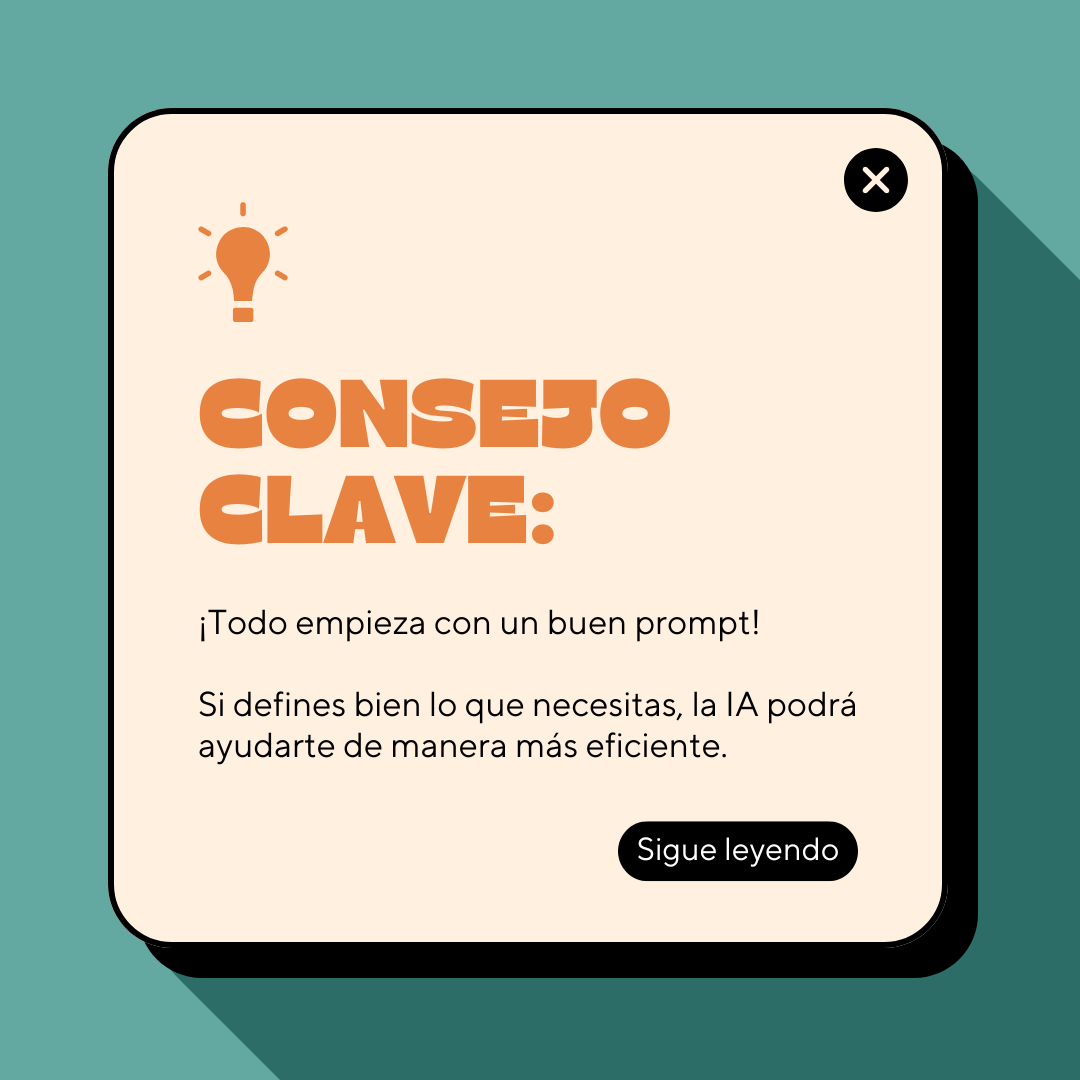 CONSEJO
CLAVE:
¡Todo empieza con un buen prompt!
Si defines bien lo que necesitas, la IA podrá
ayudarte de manera más eficiente.
Sigue leyendo